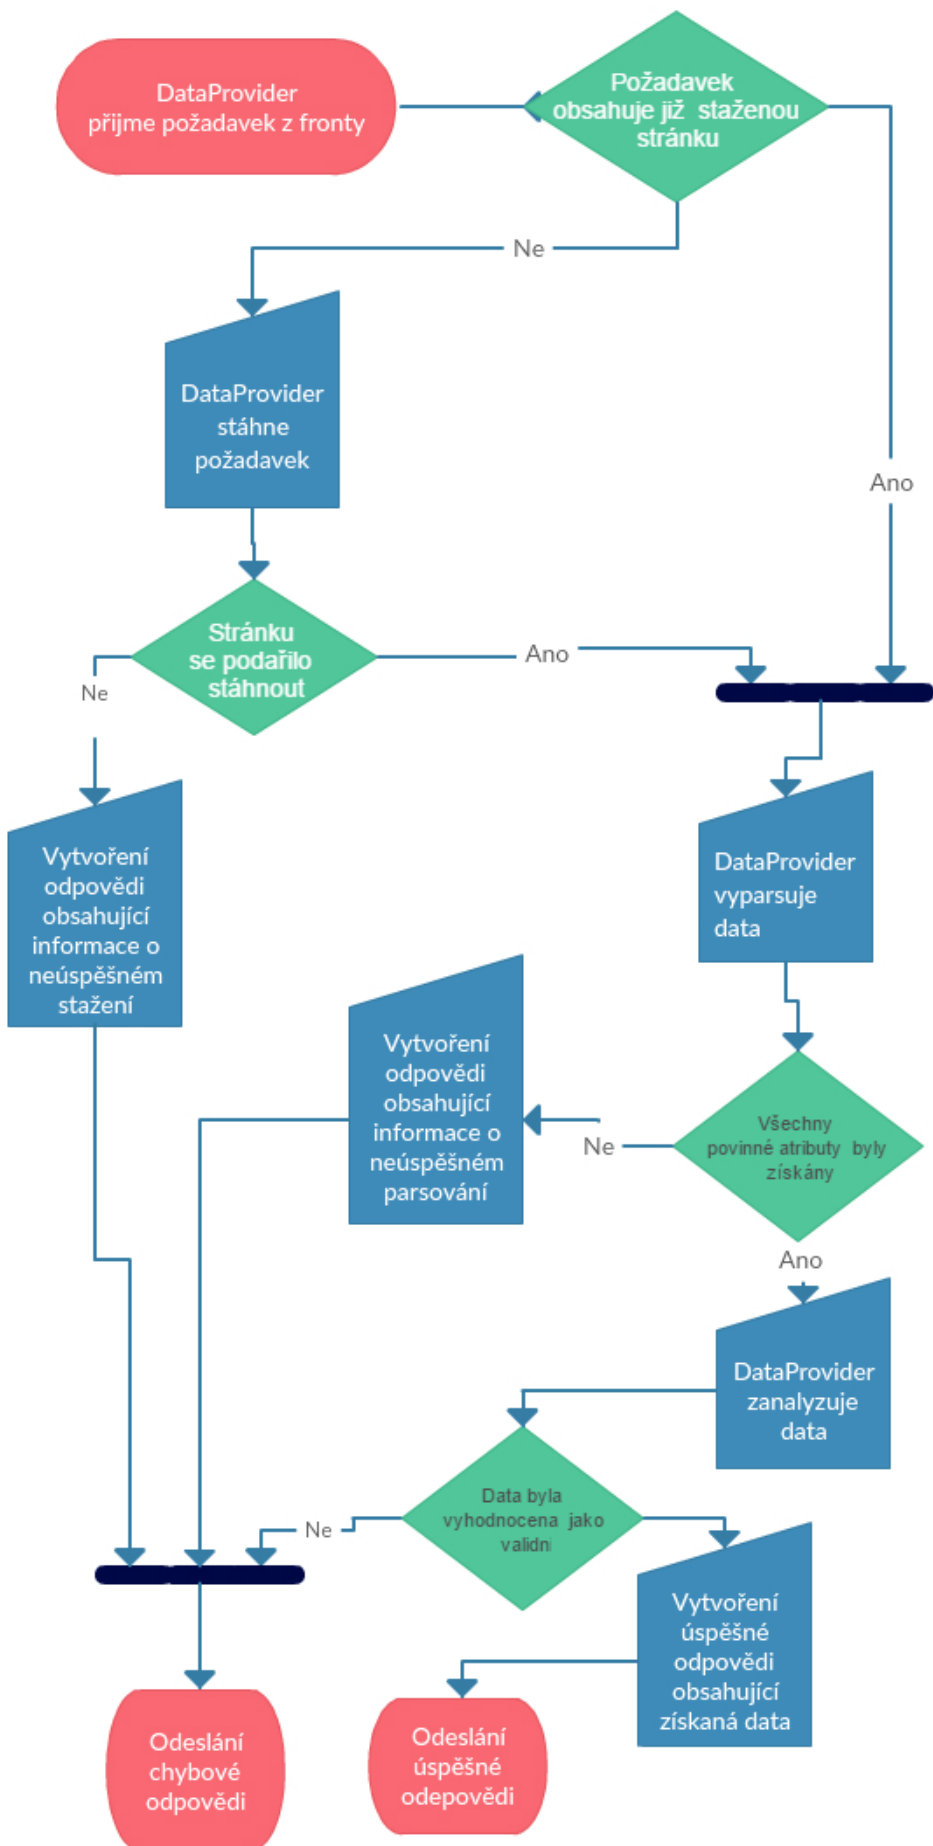 DataProvider
přijme požadavek z fronty
Požadavek
obsahuje již staženou
stránku
Ne
DataProvider
stáhne
požadavek
Ano
Stránku
se podařilo
stáhnout
Ano
Ne
Vytvoření
odpovědi
obsahující
informace o
neúspěšném
stažení
DataProvider
vyparsuje
data
Vytvoření
odpovědi
obsahující
informace o
neúspěšném
parsování
Ne
Všechny
povinné atributy byly
získány
Ano
DataProvider
zanalyzuje
data
Data byla
vyhodnocena jako
validní
Ne
Vytvoření
úspěšné
odpovědi
obsahující
získaná data
Odeslání
chybové
odpovědi
Odeslání
úspěšné
odepovědi